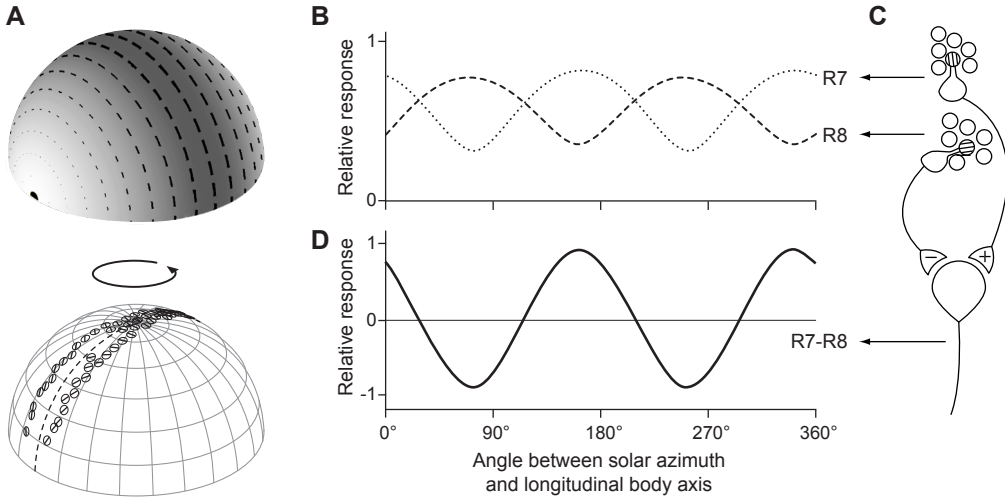 A
B
C
1
Relative response
0
R7
R8
D
1
Relative response
0
-1
R7-R8
− +
0° 90° 180° 270° 360°
Angle between solar azimuth
and longitudinal body axis